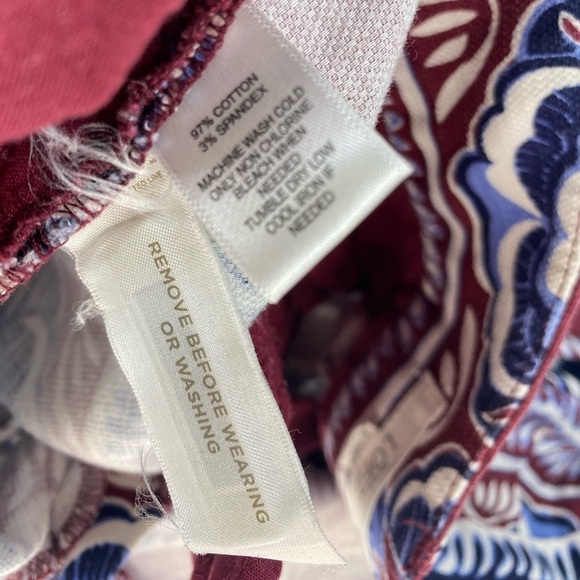 97% COTTON
3% SPANDEX
MACHINE WASH COLD
ONLY NON CHLORINE
BLEACH WHEN
NEEDED
TUMBLE DRY LOW
COOL IRON IF
NEEDED
REMOVE BEFORE WEARING
OR WASHING